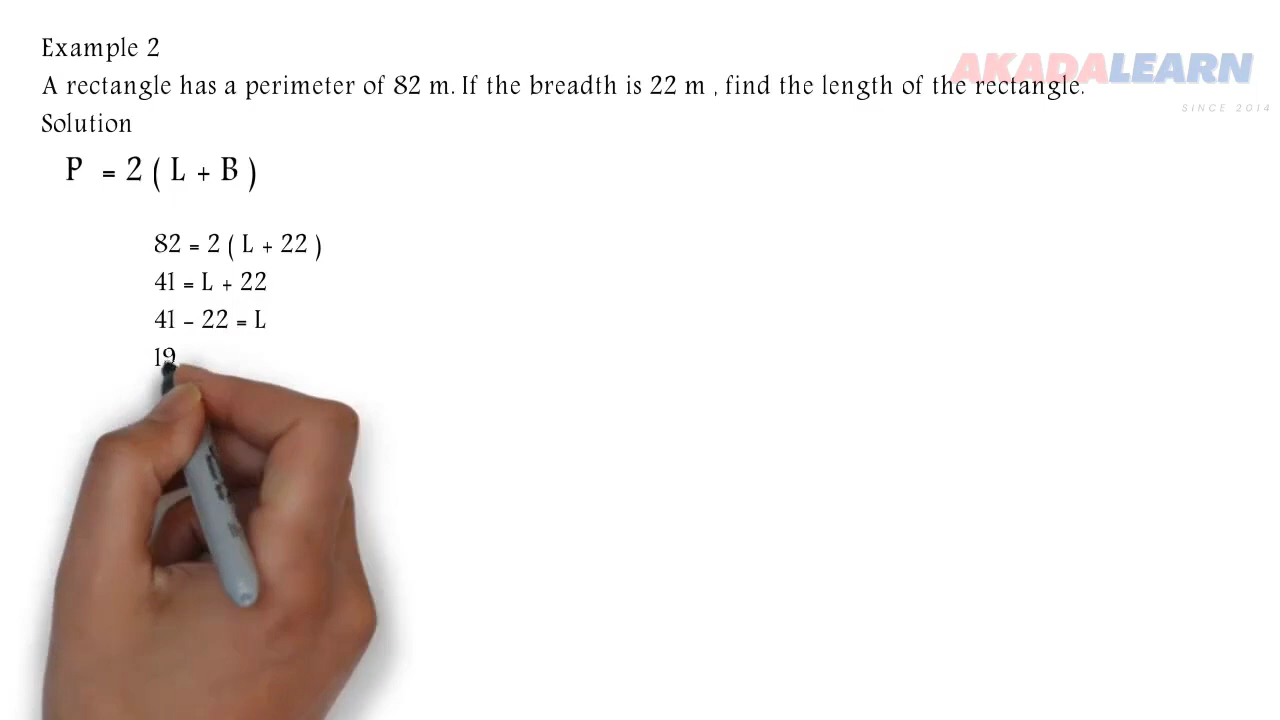 Example 2
AKADALEARN
A rectangle has a perimeter of 82 m. If the breadth is 22 m , find the length of the rectangle.
SINCE 2014
Solution
P = 2 ( L + B )
82 = 2 ( L + 22 )
41 = L + 22
41 – 22 = L
19